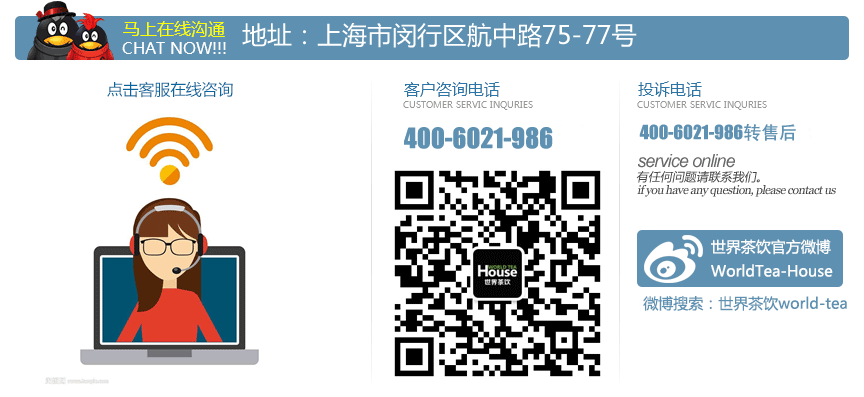 马上在线沟通
CHAT NOW!!!
地址：上海市闵行区航中路75-77号
点击客服在线咨询
客户咨询电话
CUSTOMER SERVIC INQURIES
400-6021-986
WORLD TEA
House
世界茶饮
投诉电话
CUSTOMER SERVIC INQURIES
400-6021-986转售后
service online
有任何问题请联系我们。
if you have any question, please contact us
世界茶饮官方微博
WorldTea-House
微博搜索：世界茶饮world-tea